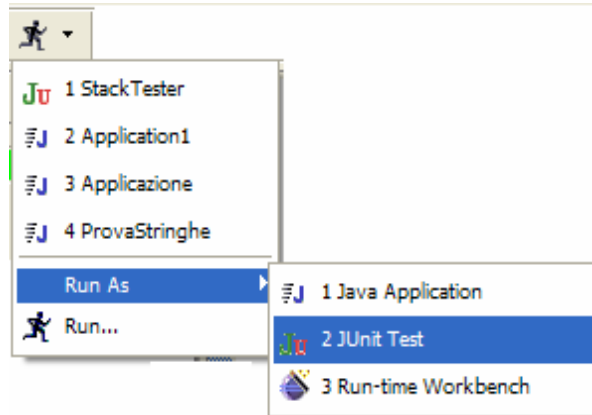 1 StackTester
2 Application1
3 Applicazione
4 ProvaStringhe
Run As
Run...
1 Java Application
2 JUnit Test
3 Run-time Workbench